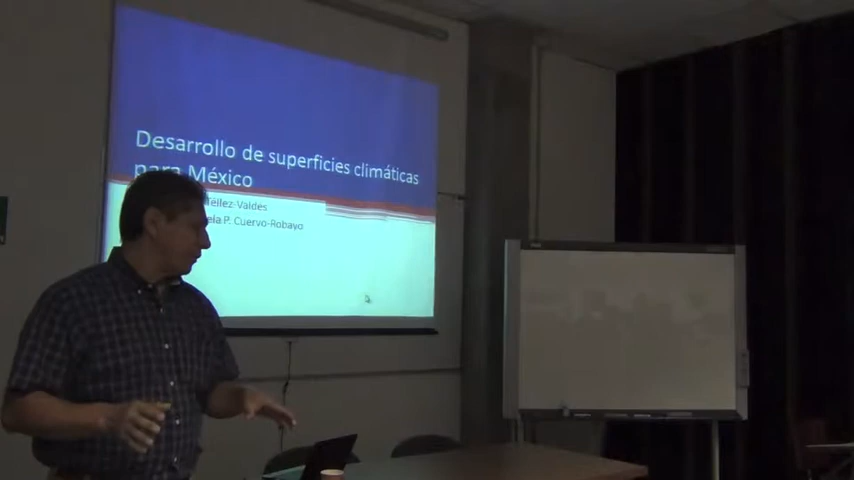 Desarrollo de superficies climáticas
para México
Téllez-Valdés
P. Cuervo-Robayo